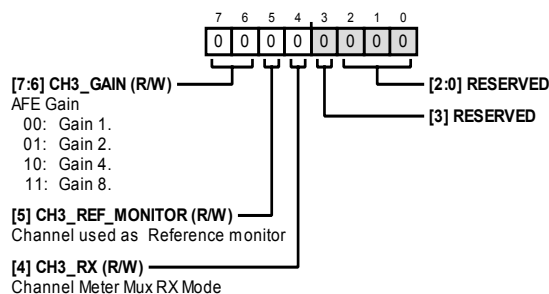 7 6 5 4 3 2 1 0
0 0 0 0 0 0 0 0
[7:6] CH3_GAIN (R/W)
AFE Gain
00: Gain 1.
01: Gain 2.
10: Gain 4.
11: Gain 8.
[5] CH3_REF_MONITOR (R/W)
Channel used as Reference monitor
[4] CH3_RX (R/W)
Channel Meter Mux RX Mode
[2:0] RESERVED
[3] RESERVED